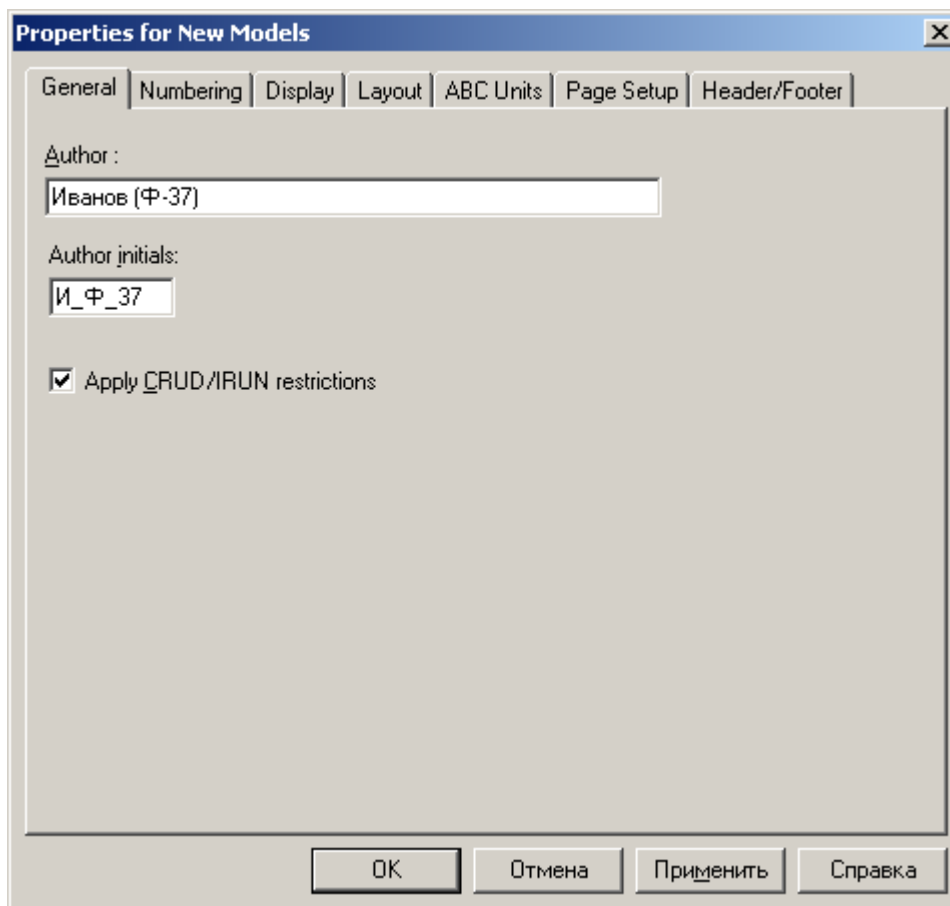 Properties for New Models
General Numbering Display Layout ABC Units Page Setup Header/Footer
Author :
Иванов (Ф-37)
Author initials:
И_Ф_37
Apply CRUD/IRUN restrictions
OK Отмена Применить Справка